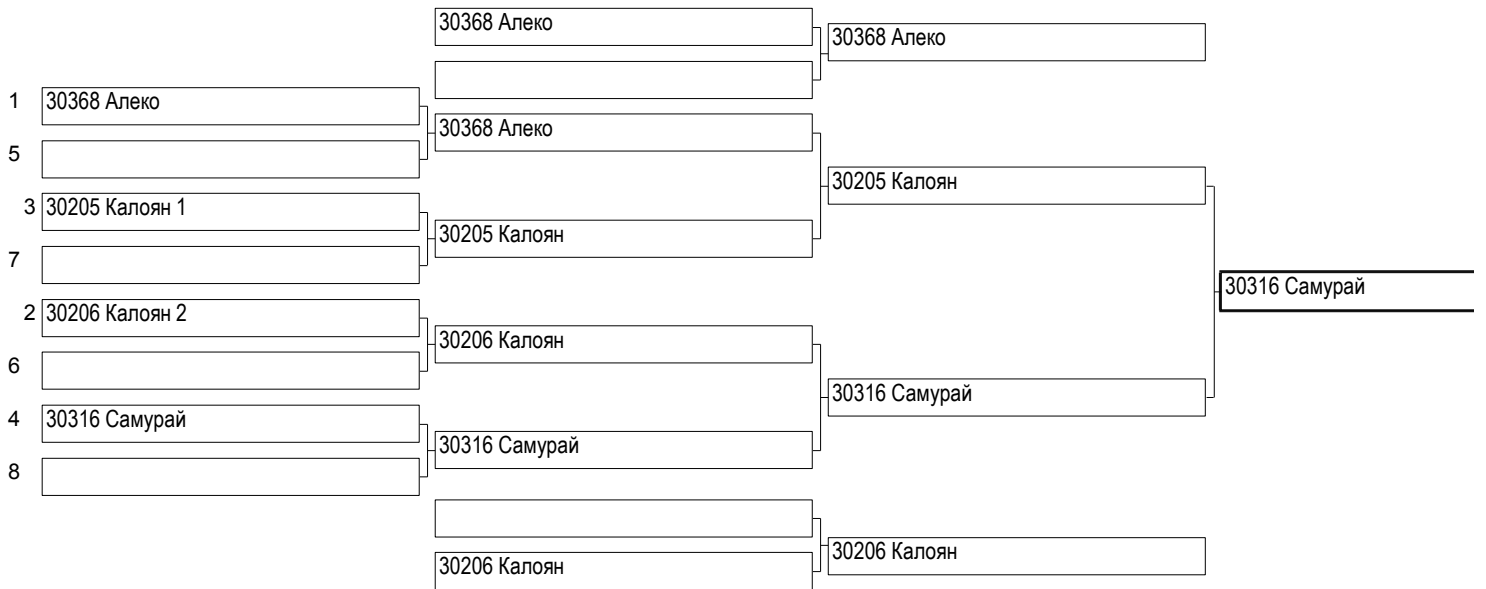 30368 Алеко
30368 Алеко
1 30368 Алеко
30368 Алеко
5
30205 Калоян
3 30205 Калоян 1
30205 Калоян
7
30316 Самурай
2 30206 Калоян 2
30206 Калоян
6
30316 Самурай
4 30316 Самурай
30316 Самурай
8
30206 Калоян
30206 Калоян